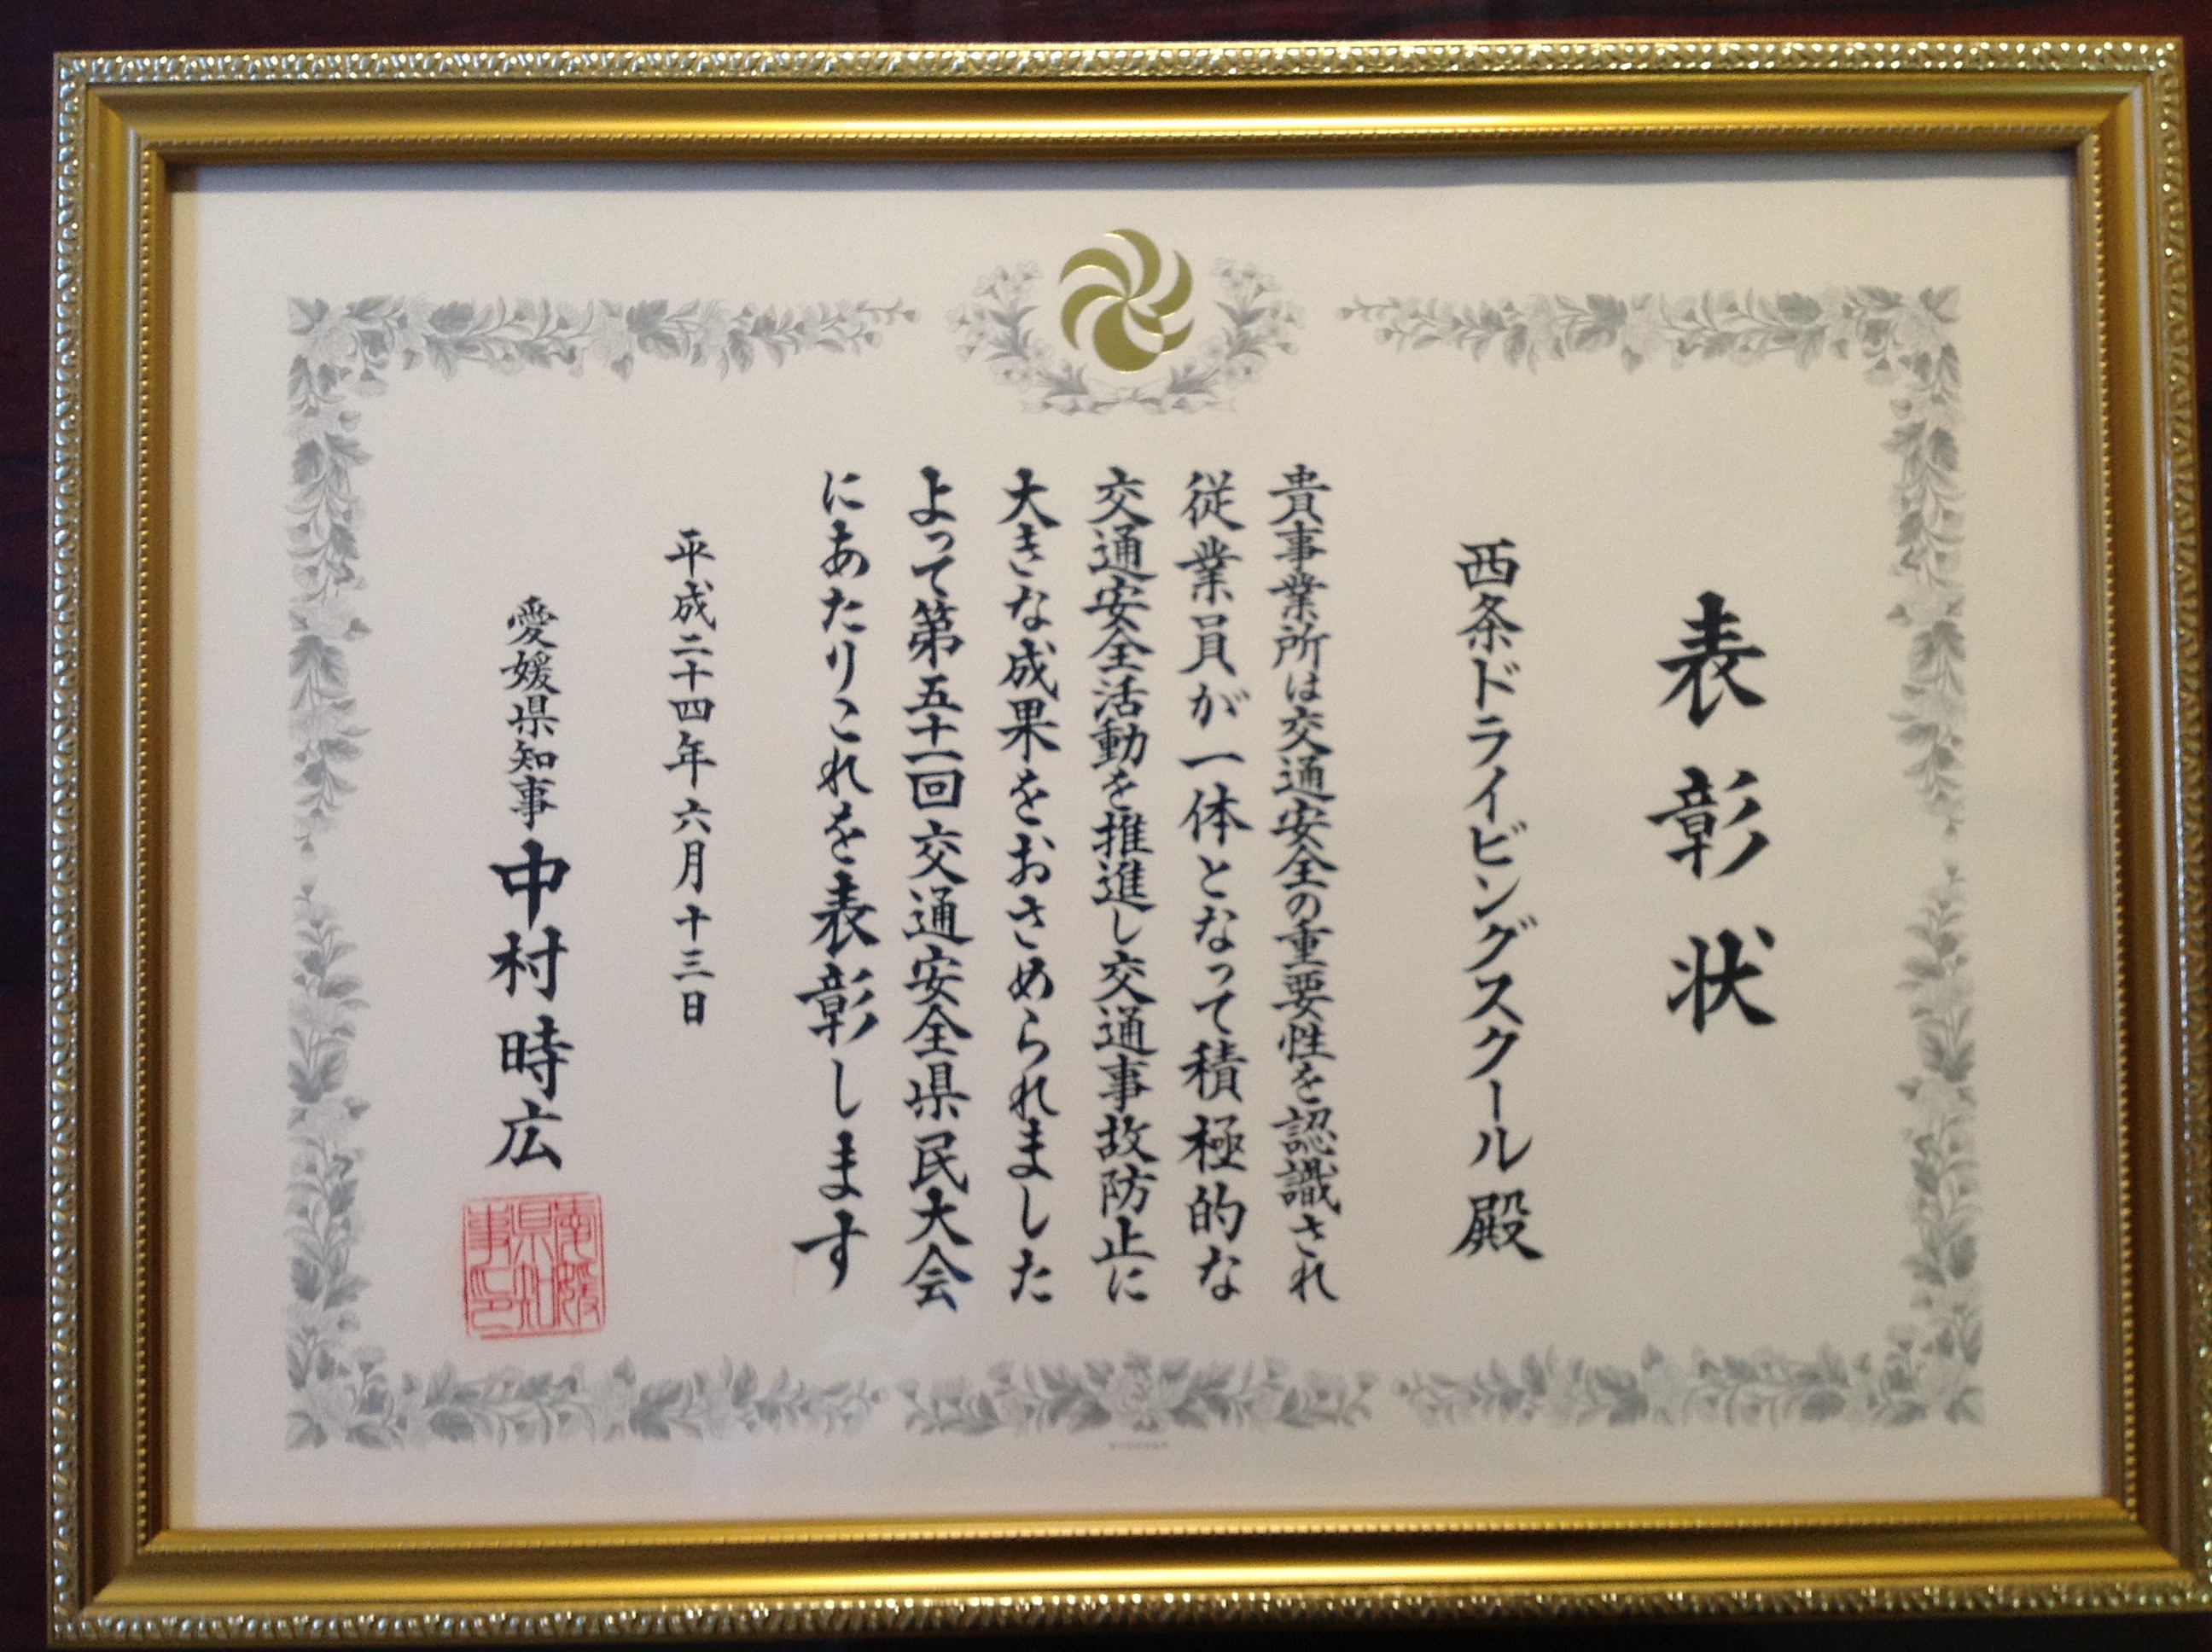 表彰状
西条ドライビングスクール殿
貴事業所は交通安全の重要性を認識され
従業員が一体となって積極的な
交通安全活動を推進し交通事故防止に
大きな成果をおさめられました
よって第五十一回交通安全県民大会
にあたりこれを表彰します
平成二十四年六月十三日
愛媛県知事 中村時広
愛媛県知事印